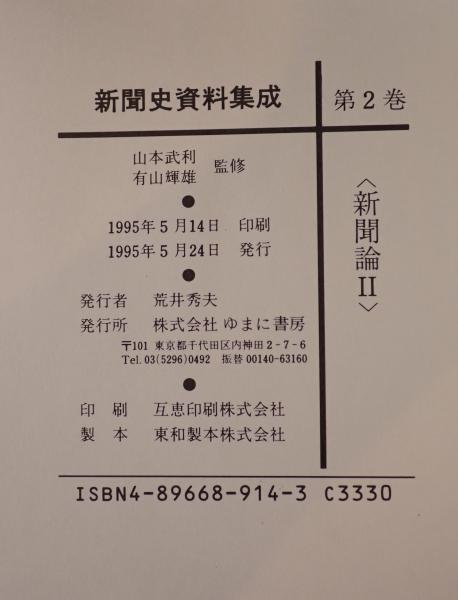 新聞史資料集成
第2巻
〈新聞論II〉
山本武利
有山輝雄 監修
1995年5月14日 印刷
1995年5月24日 発行
発行者 荒井秀夫
発行所 株式会社 ゆまに書房
〒101 東京都千代田区内神田2-7-6
Tel. 03(5296)0492 振替 00140-63160
印刷 互恵印刷株式会社
製本 東和製本株式会社
ISBN4-89668-914-3 C3330